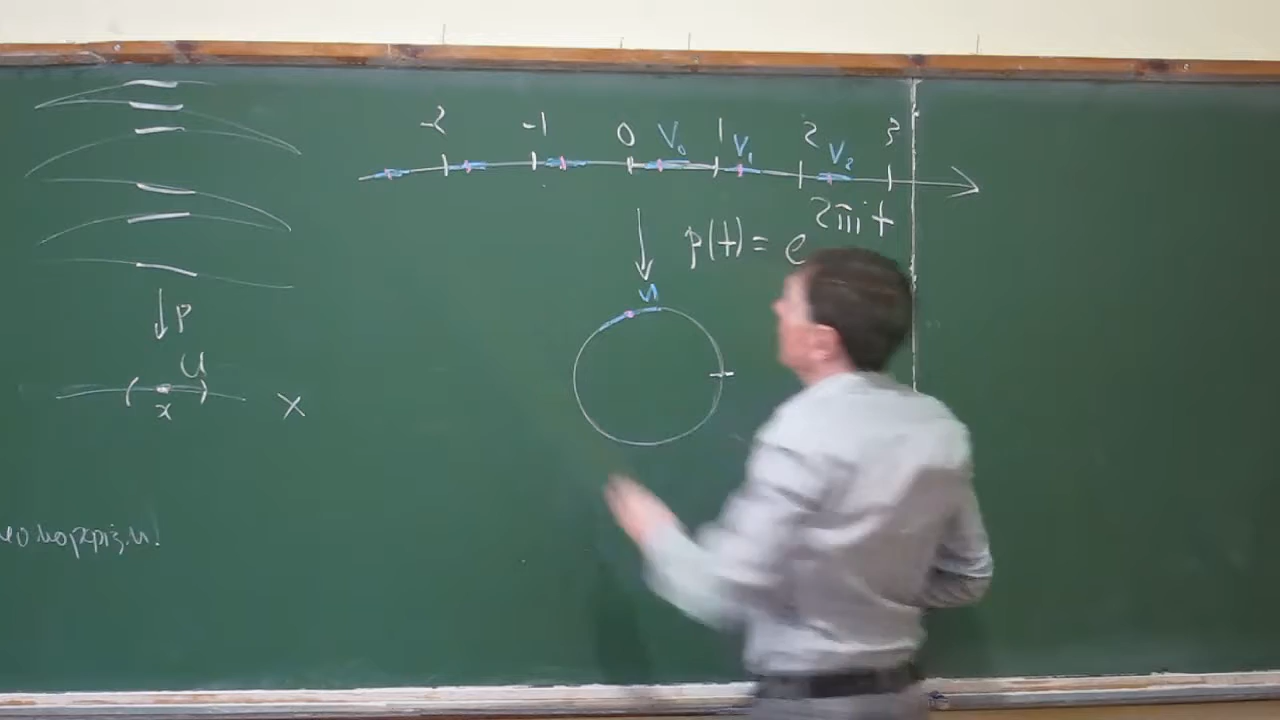 -2 -1 0 V₀ 1 V₁ 2 V₂ 3
p(t) = e^{2πit}
U
p
U
x
X